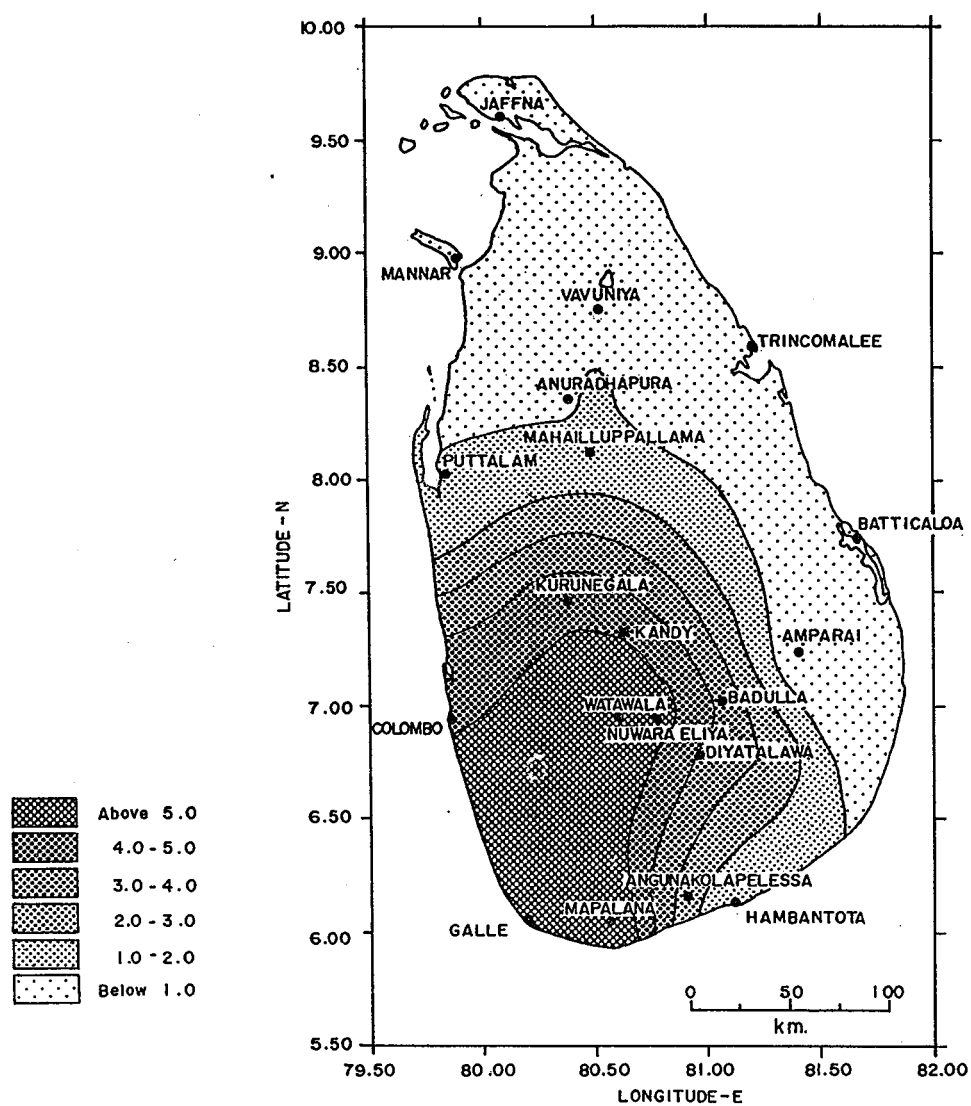 10.00
JAFFNA
9.50
9.00
MANNAR
VAVUNIYA
TRINCOMALEE
8.50
ANURADHAPURA
MAHAILLUPPALLAMA
PUTTALAM
8.00
BATTICALOA
LATITUDE-N
7.50
KURUNEGALA
KANDY
AMPARAI
7.00
WATAWALA
BADULLA
COLOMBO
NUWARA ELIYA
DIYATALAWA
6.50
ANGUNAKOLAPELESSA
MAPALANA
HAMBANTOTA
GALLE
6.00
Above 5.0
4.0-5.0
3.0-4.0
2.0-3.0
1.0-2.0
Below 1.0
0 50 100
km.
5.50
79.50 80.00 80.50 81.00 81.50 82.00
LONGITUDE-E